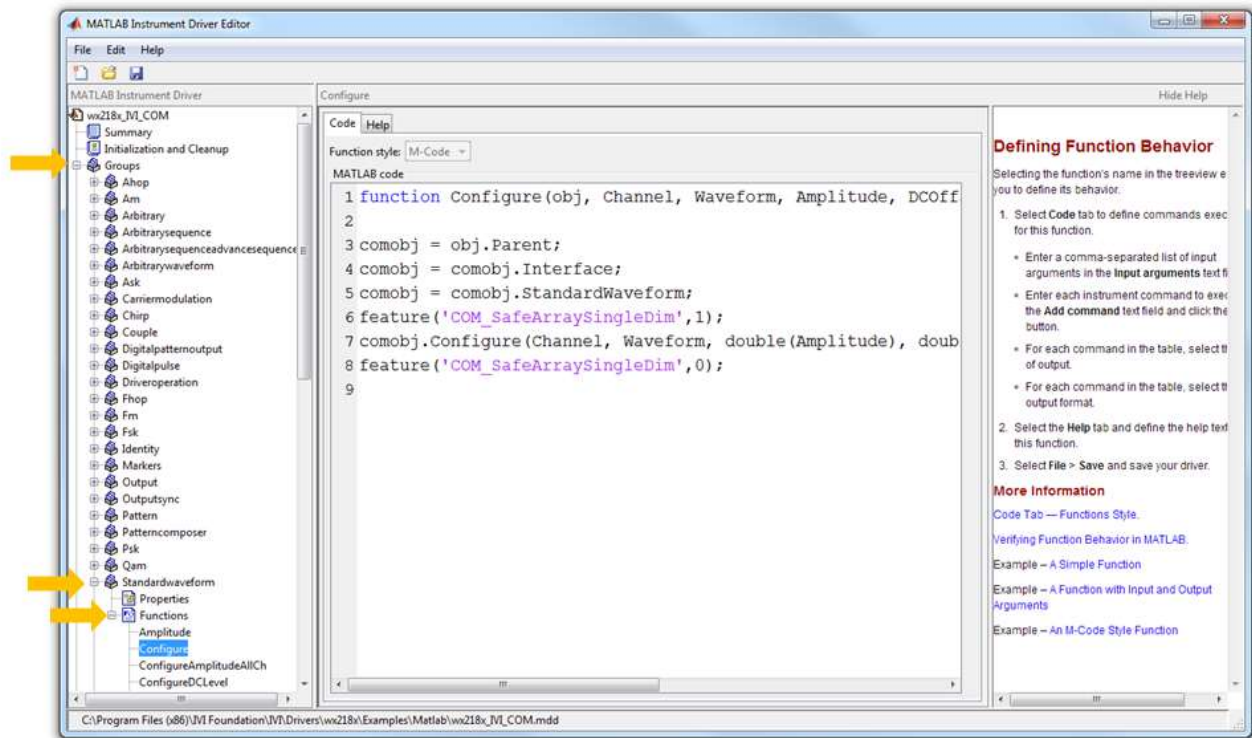 MATLAB Instrument Driver Editor
File Edit Help
MATLAB Instrument Driver
wx218x_IVI_COM
Summary
Initialization and Cleanup
Groups
Ahop
Am
Arbitrary
Arbitrarysequence
Arbitrarysequenceadvancesequence
Arbitrarywaveform
Ask
Carriermodulation
Chirp
Couple
Digitalpatternoutput
Digitalpulse
Driveroperation
Fhop
Fm
Fsk
Identity
Markers
Output
Outputsync
Pattern
Patterncomposer
Psk
Qam
Standardwaveform
Properties
Functions
Amplitude
Configure
ConfigureAmplitudeAllCh
ConfigureDCLevel
Configure
Hide Help
Code Help
Function style: M-Code
MATLAB code
1 function Configure(obj, Channel, Waveform, Amplitude, DCOff
2
3 comobj = obj.Parent;
4 comobj = comobj.Interface;
5 comobj = comobj.StandardWaveform;
6 feature('COM_SafeArraySingleDim',1);
7 comobj.Configure(Channel, Waveform, double(Amplitude), doub
8 feature('COM_SafeArraySingleDim',0);
9
Defining Function Behavior
Selecting the function's name in the treeview e
you to define its behavior.
1. Select Code tab to define commands exec
for this function.
Enter a comma-separated list of input
arguments in the Input arguments text fi
Enter each instrument command to exec
the Add command text field and click the
button.
For each command in the table, select th
of output.
For each command in the table, select th
output format.
2. Select the Help tab and define the help text
this function.
3. Select File > Save and save your driver.
More Information
Code Tab — Functions Style.
Verifying Function Behavior in MATLAB.
Example – A Simple Function
Example – A Function with Input and Output
Arguments
Example – An M-Code Style Function
C:\Program Files (x86)\IVI Foundation\IVI\Drivers\wx218x\Examples\Matlab\wx218x_IVI_COM.mdd